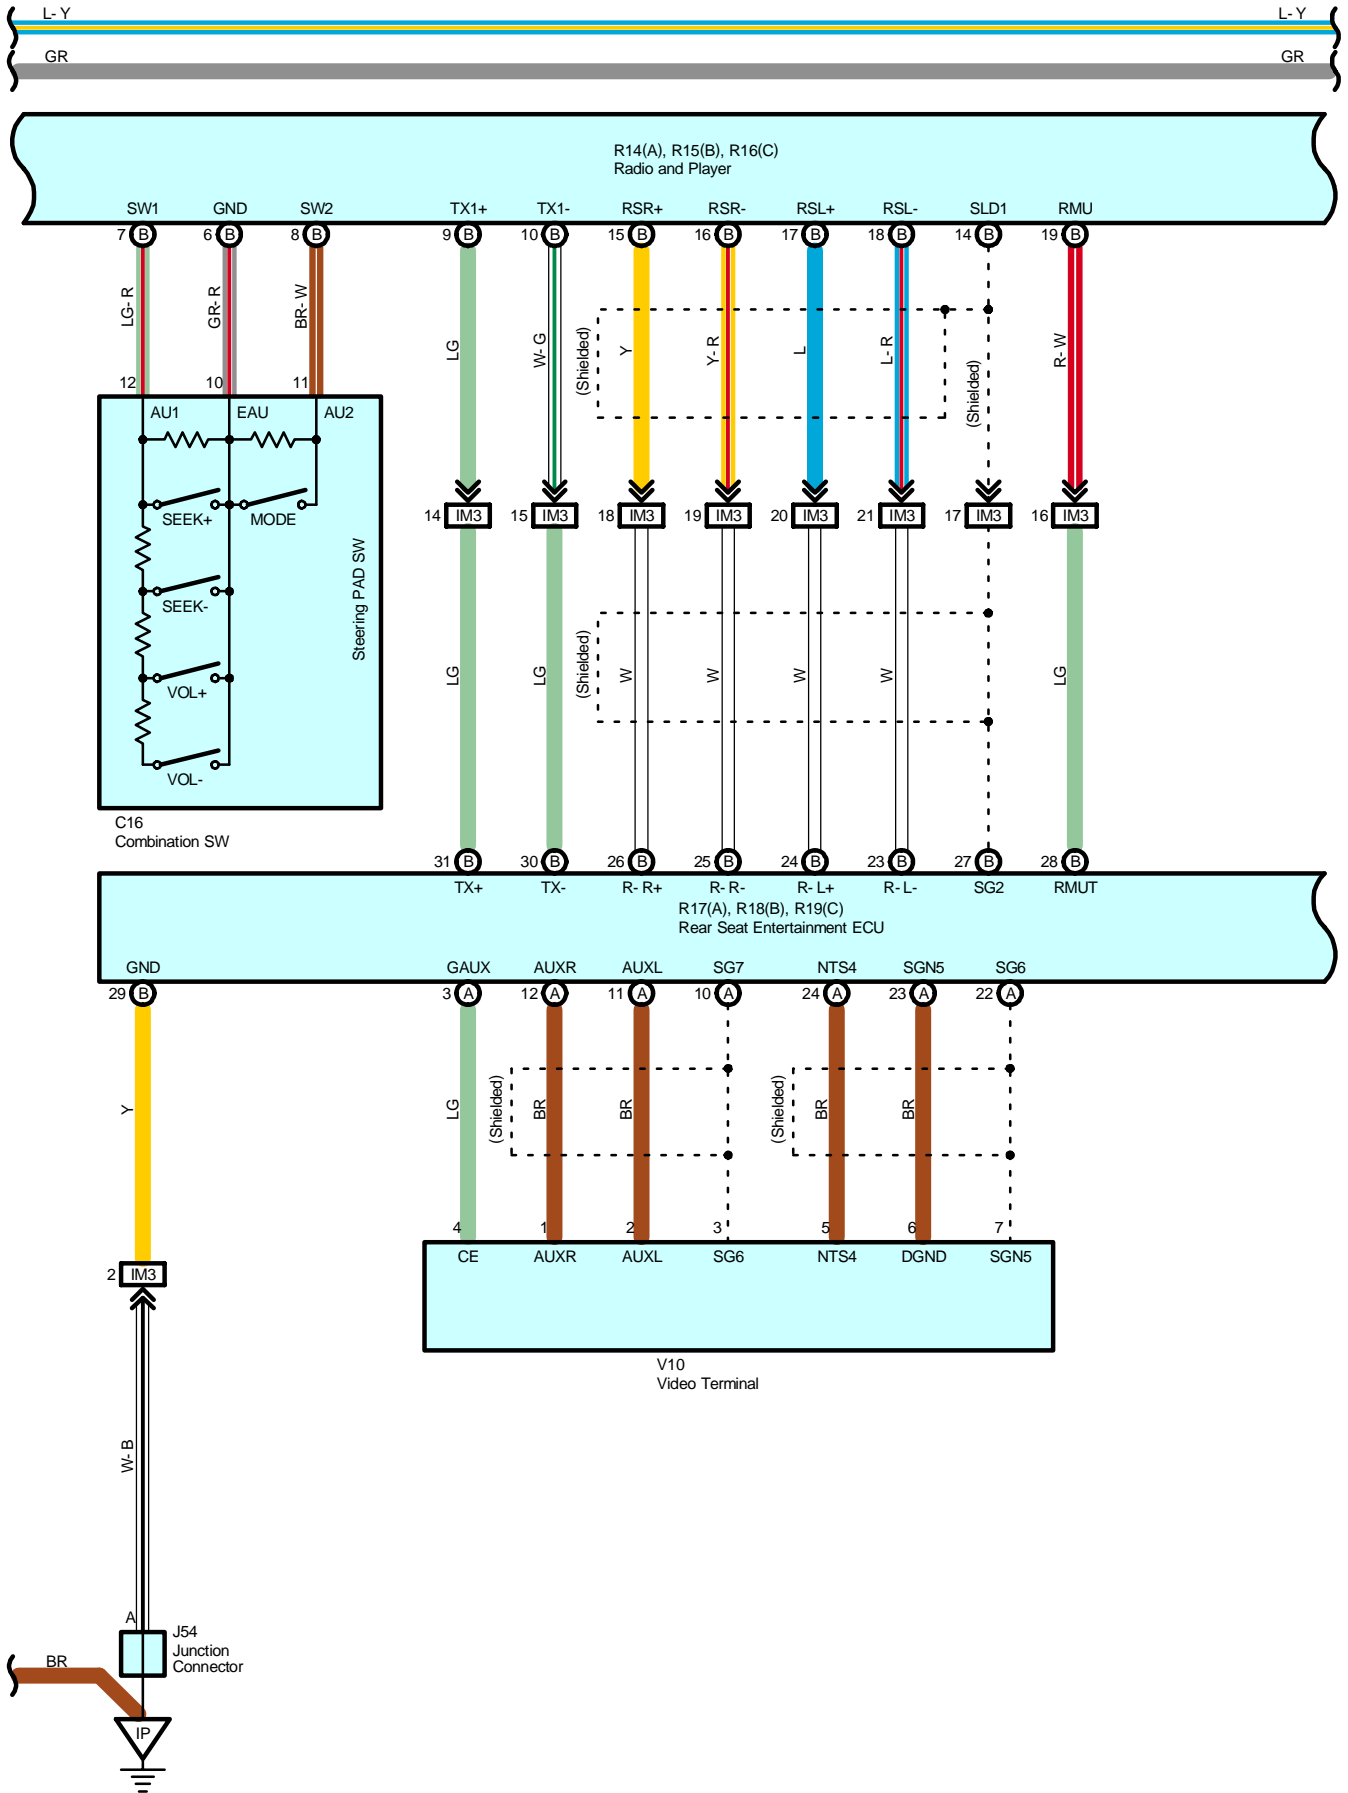 L- Y L- Y
GR GR
R14(A), R15(B), R16(C)
Radio and Player
SW1 GND SW2 TX1+ TX1- RSR+ RSR- RSL+ RSL- SLD1 RMU
7 B 6 B 8 B 9 B 10 B 15 B 16 B 17 B 18 B 14 B 19 B
LG- R GR- R BR- W LG W- G (Shielded) Y Y- R L L- R (Shielded) R- W
12 10 11
AU1 EAU AU2
SEEK+ MODE
14 IM3 15 IM3 18 IM3 19 IM3 20 IM3 21 IM3 17 IM3 16 IM3
Steering PAD SW
SEEK-
VOL+
VOL-
LG LG (Shielded) W W W W LG
C16
Combination SW
31 B 30 B 26 B 25 B 24 B 23 B 27 B 28 B
TX+ TX- R- R+ R- R- R- L+ R- L- SG2 RMUT
R17(A), R18(B), R19(C)
Rear Seat Entertainment ECU
GND GAUX AUXR AUXL SG7 NTS4 SGN5 SG6
29 B 3 A 12 A 11 A 10 A 24 A 23 A 22 A
Y LG (Shielded) BR BR (Shielded) BR BR
4 1 2 3 5 6 7
CE AUXR AUXL SG6 NTS4 DGND SGN5
2 IM3
V10
Video Terminal
W- B
A
J54
Junction
Connector
BR
IP